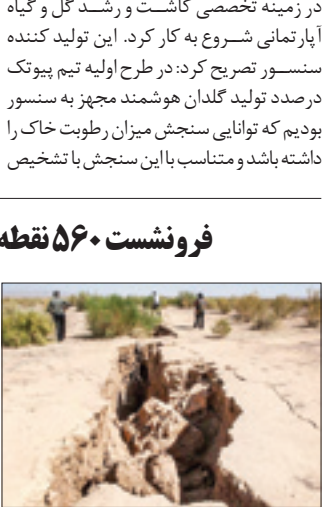 در زمینه تخصصی کاشت و رشد گل و گیاه
آپارتمانی شروع به کار کرد. این تولید کننده
سنسور تصریح کرد: در طرح اولیه تیم پیوتک
درصدد تولید گلدان هوشمند مجهز به سنسور
بودیم که توانایی سنجش میزان رطوبت خاک را
داشته باشد و متناسب با این سنجش با تشخیص
فرونشست ۵۶۰ نقطه